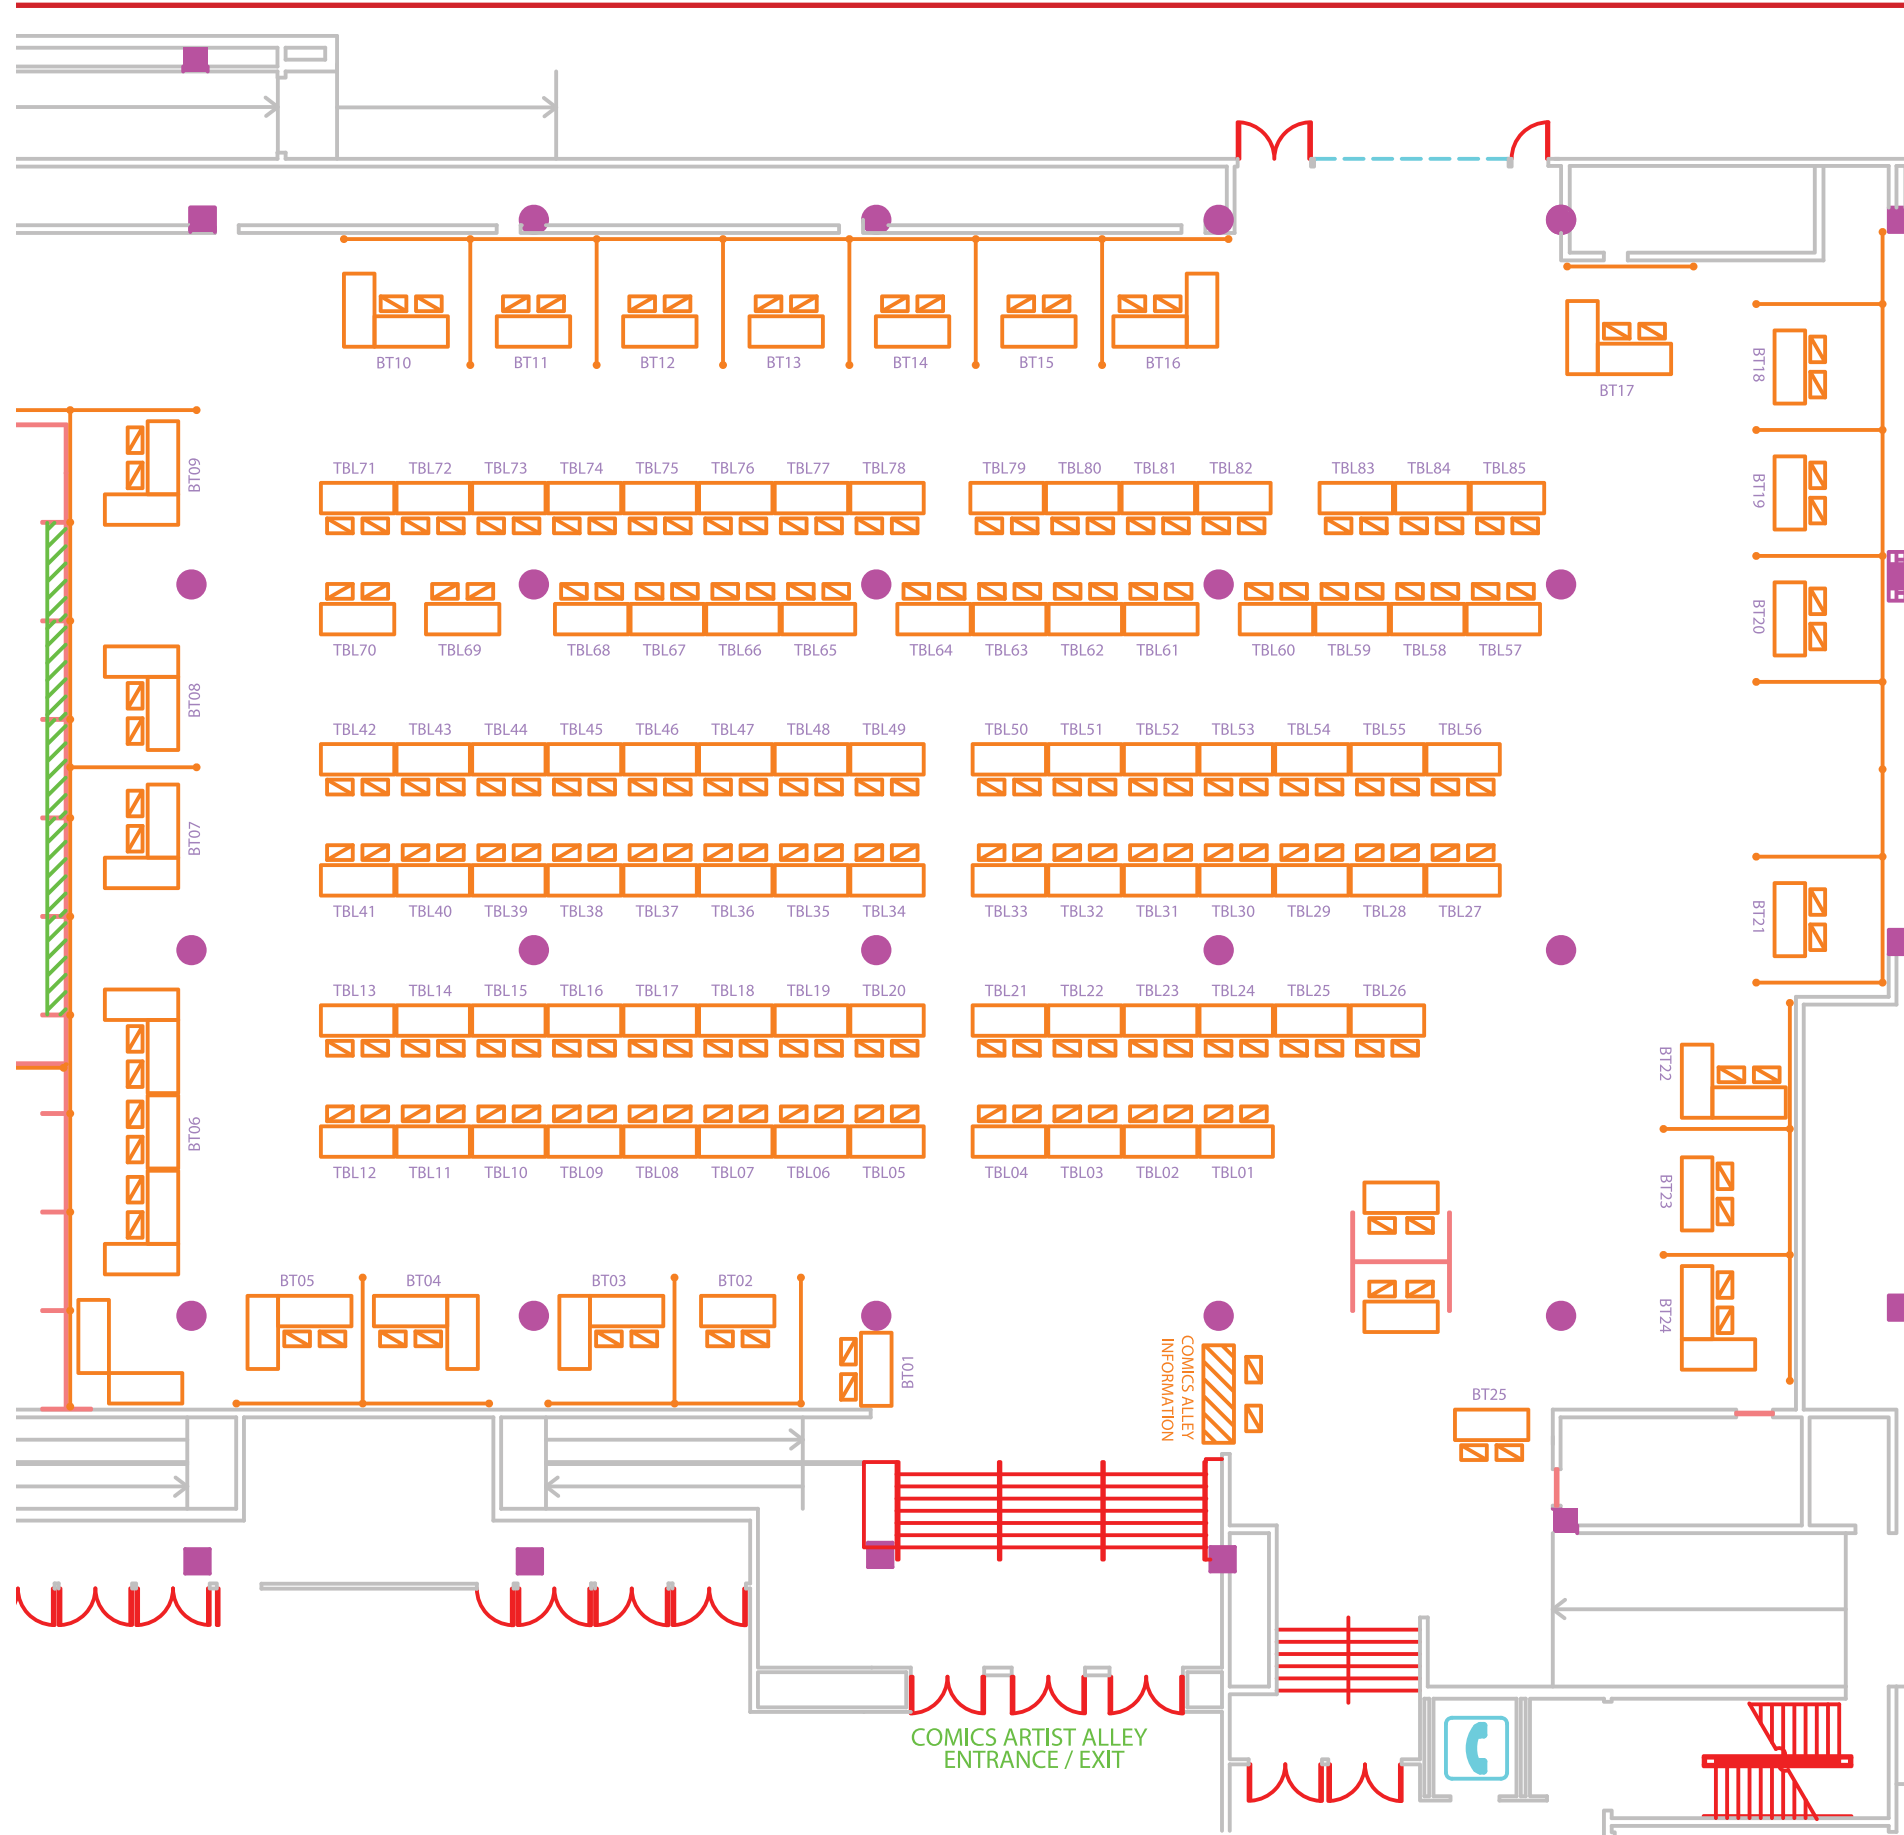 BT10 BT11 BT12 BT13 BT14 BT15 BT16
BT17
BT18
BT09
BT19
BT20
TBL71 TBL72 TBL73 TBL74 TBL75 TBL76 TBL77 TBL78 TBL79 TBL80 TBL81 TBL82 TBL83 TBL84 TBL85
TBL70 TBL69 TBL68 TBL67 TBL66 TBL65 TBL64 TBL63 TBL62 TBL61 TBL60 TBL59 TBL58 TBL57
BT08
TBL42 TBL43 TBL44 TBL45 TBL46 TBL47 TBL48 TBL49 TBL50 TBL51 TBL52 TBL53 TBL54 TBL55 TBL56
BT07
TBL41 TBL40 TBL39 TBL38 TBL37 TBL36 TBL35 TBL34 TBL33 TBL32 TBL31 TBL30 TBL29 TBL28 TBL27
BT21
TBL13 TBL14 TBL15 TBL16 TBL17 TBL18 TBL19 TBL20 TBL21 TBL22 TBL23 TBL24 TBL25 TBL26
BT22
BT06
TBL12 TBL11 TBL10 TBL09 TBL08 TBL07 TBL06 TBL05 TBL04 TBL03 TBL02 TBL01
BT23
BT05 BT04 BT03 BT02
BT24
BT01
COMICS ALLEY
INFORMATION
BT25
COMICS ARTIST ALLEY
ENTRANCE / EXIT